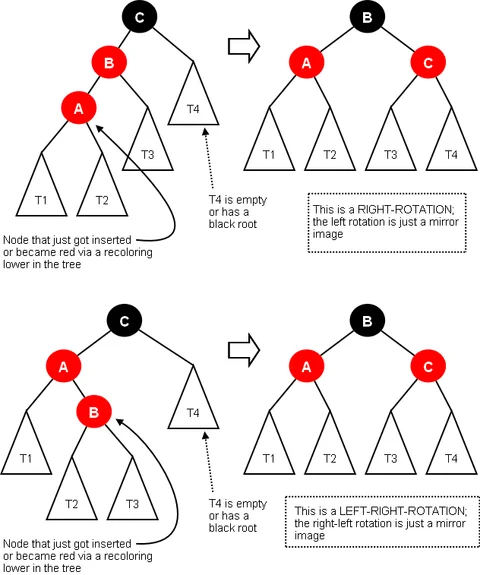 C
B
B
A
A
C
T4
T3
T1
T2
T1
T2
T3
T4
T4 is empty
or has a
black root
This is a RIGHT-ROTATION;
the left rotation is just a mirror
image
Node that just got inserted
or became red via a recoloring
lower in the tree
C
B
A
A
C
B
T4
T1
T2
T3
T1
T2
T3
T4
T4 is empty
or has a
black root
This is a LEFT-RIGHT-ROTATION;
the right-left rotation is just a mirror
image
Node that just got inserted
or became red via a recoloring
lower in the tree